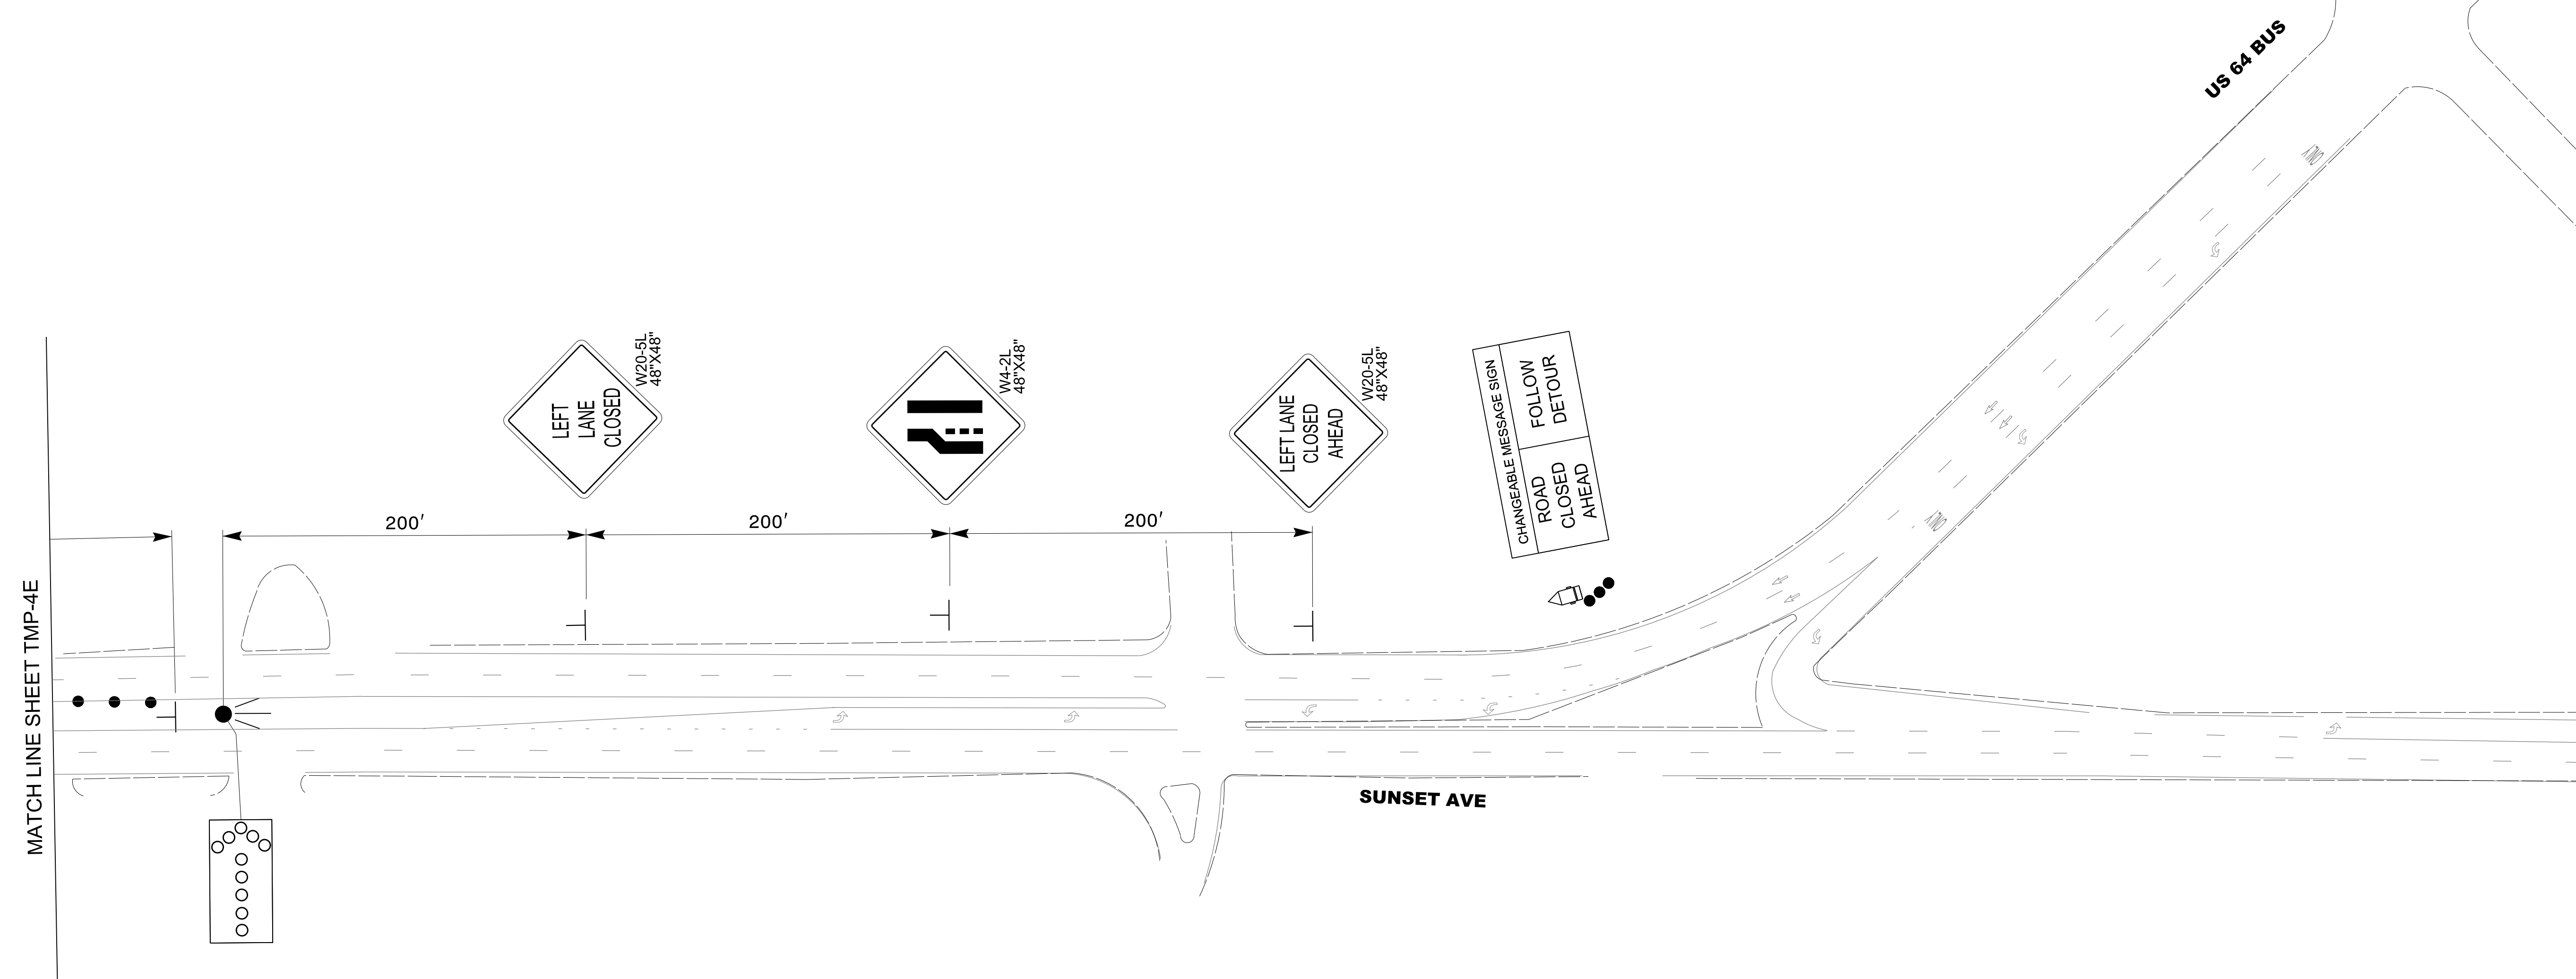 US 64 BUS
ONLY
W20-5L
48"X48"
LEFT
LANE
CLOSED
W4-2L
48"X48"
W20-5L
48"X48"
LEFT LANE
CLOSED
AHEAD
CHANGEABLE MESSAGE SIGN
ROAD
CLOSED
AHEAD
FOLLOW
DETOUR
200'
200'
200'
ONLY
MATCH LINE SHEET TMP-4E
SUNSET AVE